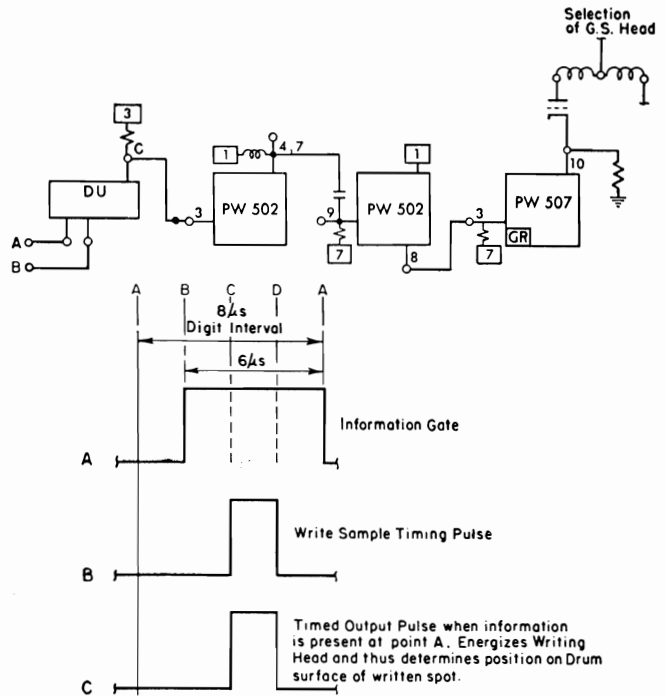 Selection
of G.S. Head
3
C
1
4,7
1
10
DU
3
PW 502
9
PW 502
3
PW 507
GR
A
B
7
8
7
A B C D A
8μs
Digit Interval
6μs
Information Gate
A
Write Sample Timing Pulse
B
Timed Output Pulse when information
is present at point A. Energizes Writing
Head and thus determines position on Drum
surface of written spot.
C